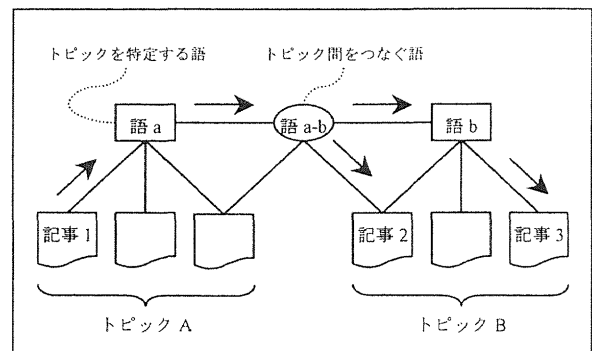 トピックを特定する語
トピック間をつなぐ語
語 a
語 a-b
語 b
記事 1
記事 2
記事 3
トピック A
トピック B